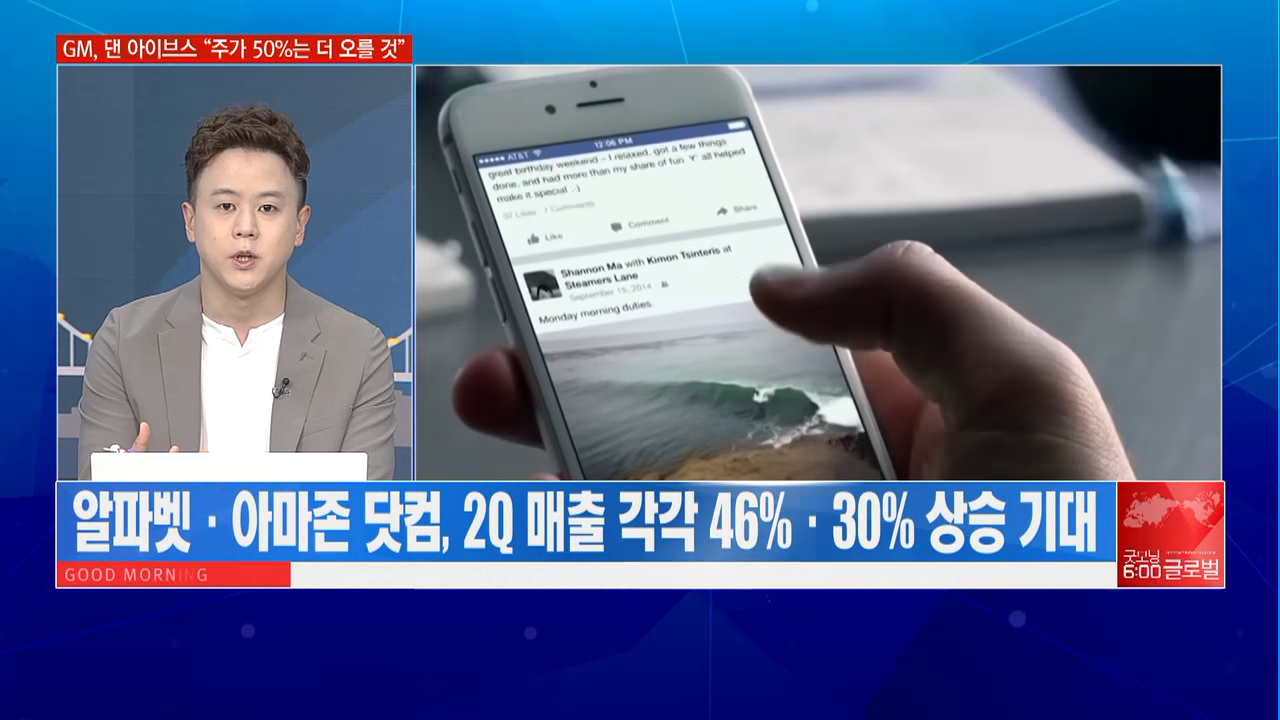 GM, 댄 아이브스 “주가 50%는 더 오를 것”
AT&T 12:06 PM
great birthday weekend – I relaxed, got a few things
done, and had more than my share of fun Y' all helped
make it special :)
Like Comment Share
Shannon Ma with Kimon Tsinteris at
Steamers Lane
September 15, 2014
Monday morning duties.
알파벳 · 아마존 닷컴, 2Q 매출 각각 46% · 30% 상승 기대
GOOD MORNING
굿모닝
6:00 글로벌